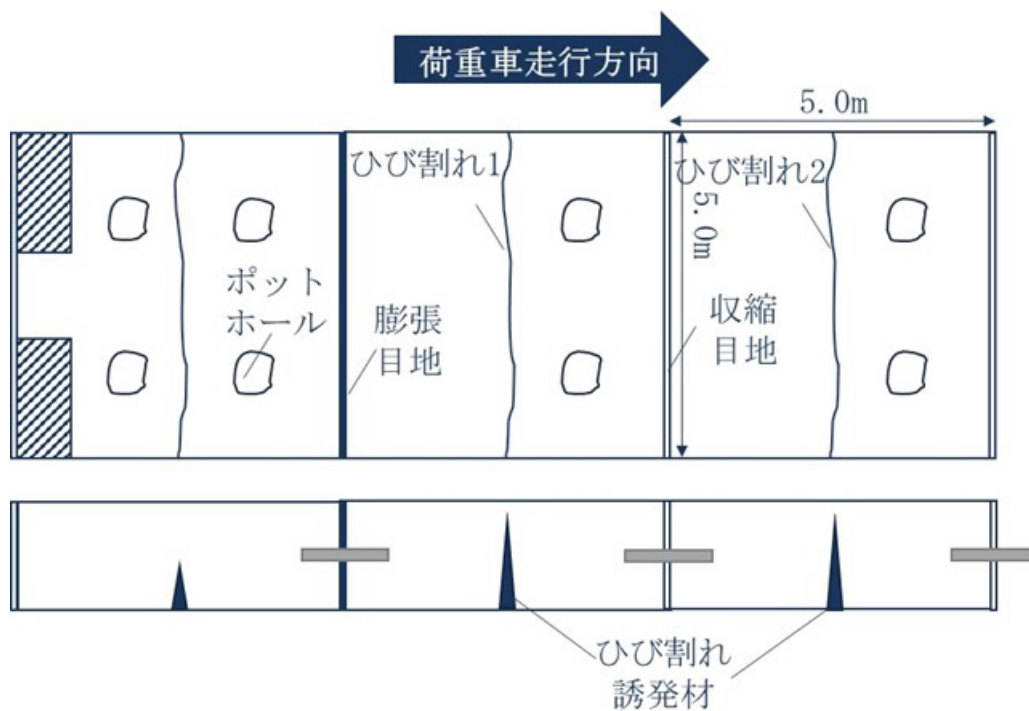 荷重車走行方向
5.0m
ひび割れ1
ひび割れ2
5.0m
ポット
ホール
膨張
目地
収縮
目地
ひび割れ
誘発材